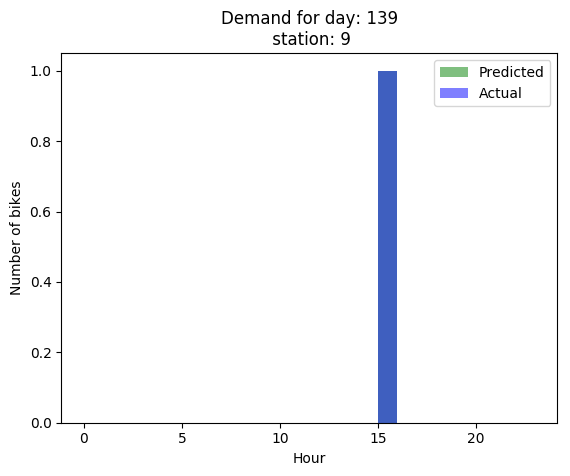 Demand for day: 139
station: 9
Predicted
Actual
1.0
0.8
0.6
0.4
0.2
0.0
Number of bikes
0 5 10 15 20
Hour